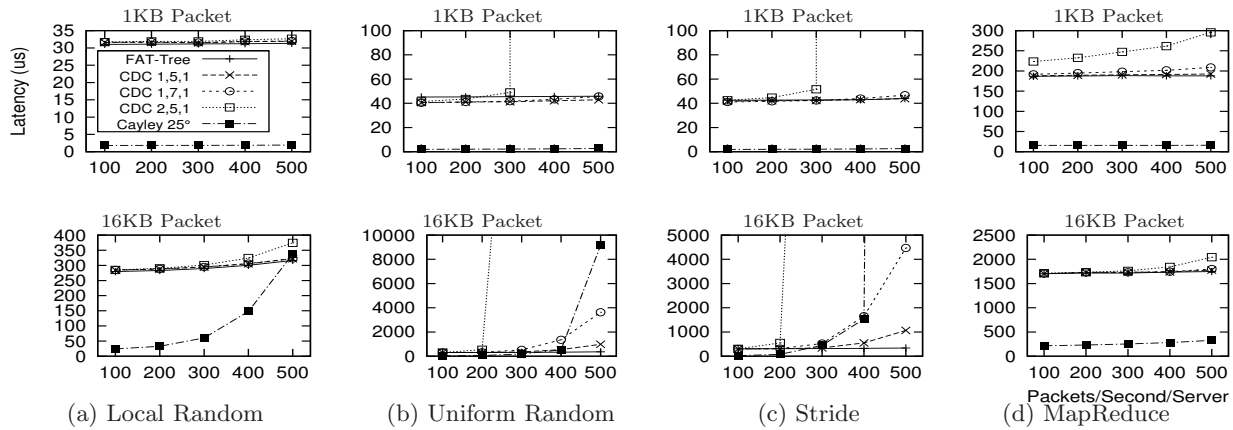 1KB Packet
1KB Packet
1KB Packet
1KB Packet
Latency (us)
35
30
25
20
15
10
5
0
100 200 300 400 500
FAT-Tree
CDC 1,5,1
CDC 1,7,1
CDC 2,5,1
Cayley 25°
100
80
60
40
20
0
100 200 300 400 500
100
80
60
40
20
0
100 200 300 400 500
300
250
200
150
100
50
0
100 200 300 400 500
16KB Packet
16KB Packet
16KB Packet
16KB Packet
400
350
300
250
200
150
100
50
0
100 200 300 400 500
10000
8000
6000
4000
2000
0
100 200 300 400 500
5000
4000
3000
2000
1000
0
100 200 300 400 500
2500
2000
1500
1000
500
0
100 200 300 400 500
Packets/Second/Server
(a) Local Random
(b) Uniform Random
(c) Stride
(d) MapReduce